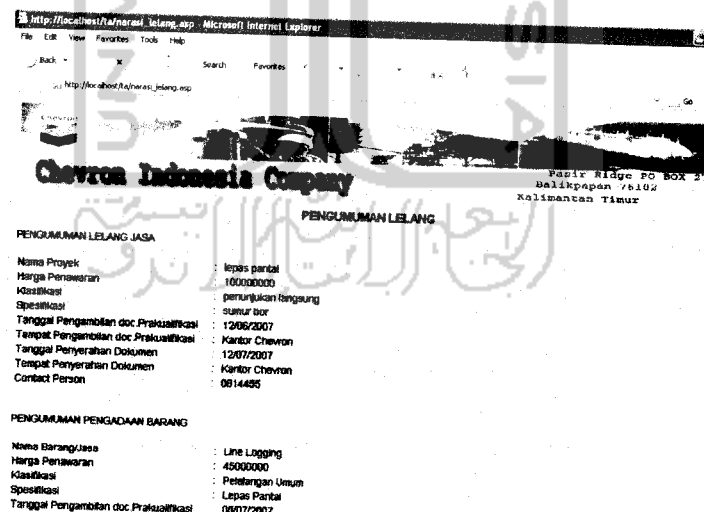 http://localhost/ta/narasi_lelang.asp - Microsoft Internet Explorer
File Edit View Favorites Tools Help
Back Search Favorites
http://localhost/ta/narasi_lelang.asp Go
Chevron
Chevron Indonesia Company
Pasir Ridge PO BOX 2
Balikpapan 76102
Kalimantan Timur
PENGUMUMAN LELANG
PENGUMUMAN LELANG JASA
Nama Proyek : lepas pantai
Harga Penawaran : 100000000
Klasifikasi : penunjukan langsung
Spesifikasi : sumur bor
Tanggal Pengambilan doc.Prakualifikasi : 12/06/2007
Tempat Pengambilan doc.Prakualifikasi : Kantor Chevron
Tanggal Penyerahan Dokumen : 12/07/2007
Tempat Penyerahan Dokumen : Kantor Chevron
Contact Person : 0814455
PENGUMUMAN PENGADAAN BARANG
Nama Barang/Jasa : Line Logging
Harga Penawaran : 45000000
Klasifikasi : Pelelangan Umum
Spesifikasi : Lepas Pantai
Tanggal Pengambilan doc.Prakualifikasi : 08/07/2007